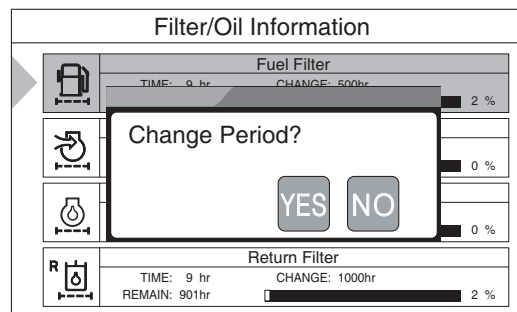 Filter/Oil Information
Fuel Filter
TIME: 9 hr CHANGE: 500hr
2 %
Change Period?
0 %
YES NO
0 %
R
Return Filter
TIME: 9 hr CHANGE: 1000hr
REMAIN: 901hr 2 %